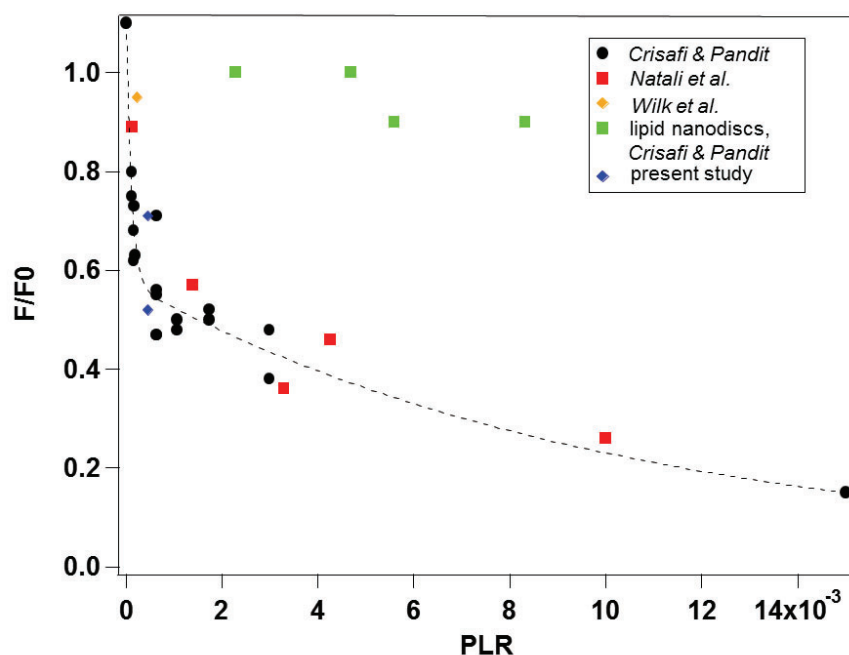 Crisafi & Pandit
Natali et al.
Wilk et al.
lipid nanodiscs,
Crisafi & Pandit
present study
1.0
0.8
0.6
0.4
0.2
0.0
F/F0
0 2 4 6 8 10 12 14x10⁻³
PLR